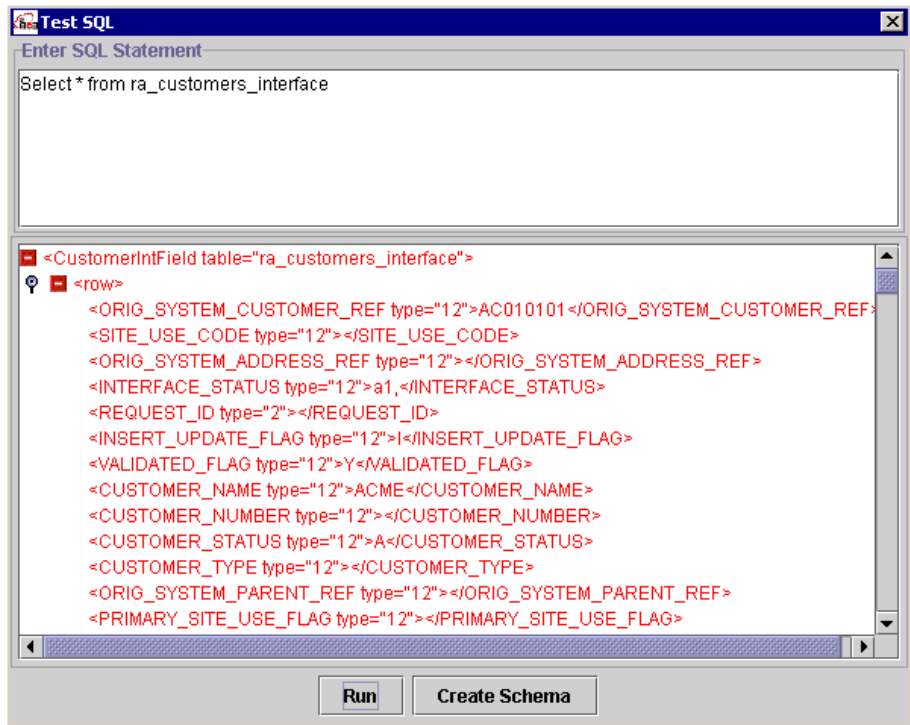 Test SQL
Enter SQL Statement
Select * from ra_customers_interface
<CustomerIntField table="ra_customers_interface">
<row>
<ORIG_SYSTEM_CUSTOMER_REF type="12">AC010101</ORIG_SYSTEM_CUSTOMER_REF>
<SITE_USE_CODE type="12"></SITE_USE_CODE>
<ORIG_SYSTEM_ADDRESS_REF type="12"></ORIG_SYSTEM_ADDRESS_REF>
<INTERFACE_STATUS type="12">a1,</INTERFACE_STATUS>
<REQUEST_ID type="2"></REQUEST_ID>
<INSERT_UPDATE_FLAG type="12">I</INSERT_UPDATE_FLAG>
<VALIDATED_FLAG type="12">Y</VALIDATED_FLAG>
<CUSTOMER_NAME type="12">ACME</CUSTOMER_NAME>
<CUSTOMER_NUMBER type="12"></CUSTOMER_NUMBER>
<CUSTOMER_STATUS type="12">A</CUSTOMER_STATUS>
<CUSTOMER_TYPE type="12"></CUSTOMER_TYPE>
<ORIG_SYSTEM_PARENT_REF type="12"></ORIG_SYSTEM_PARENT_REF>
<PRIMARY_SITE_USE_FLAG type="12"></PRIMARY_SITE_USE_FLAG>
Run
Create Schema